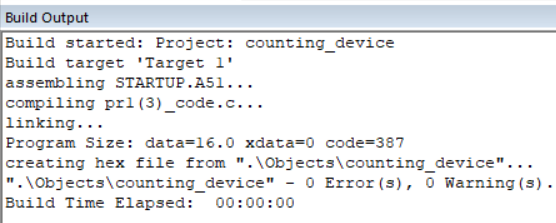 Build Output
Build started: Project: counting_device
Build target 'Target 1'
assembling STARTUP.A51...
compiling pr1(3)_code.c...
linking...
Program Size: data=16.0 xdata=0 code=387
creating hex file from ".\Objects\counting_device"...
".\Objects\counting_device" - 0 Error(s), 0 Warning(s).
Build Time Elapsed:  00:00:00